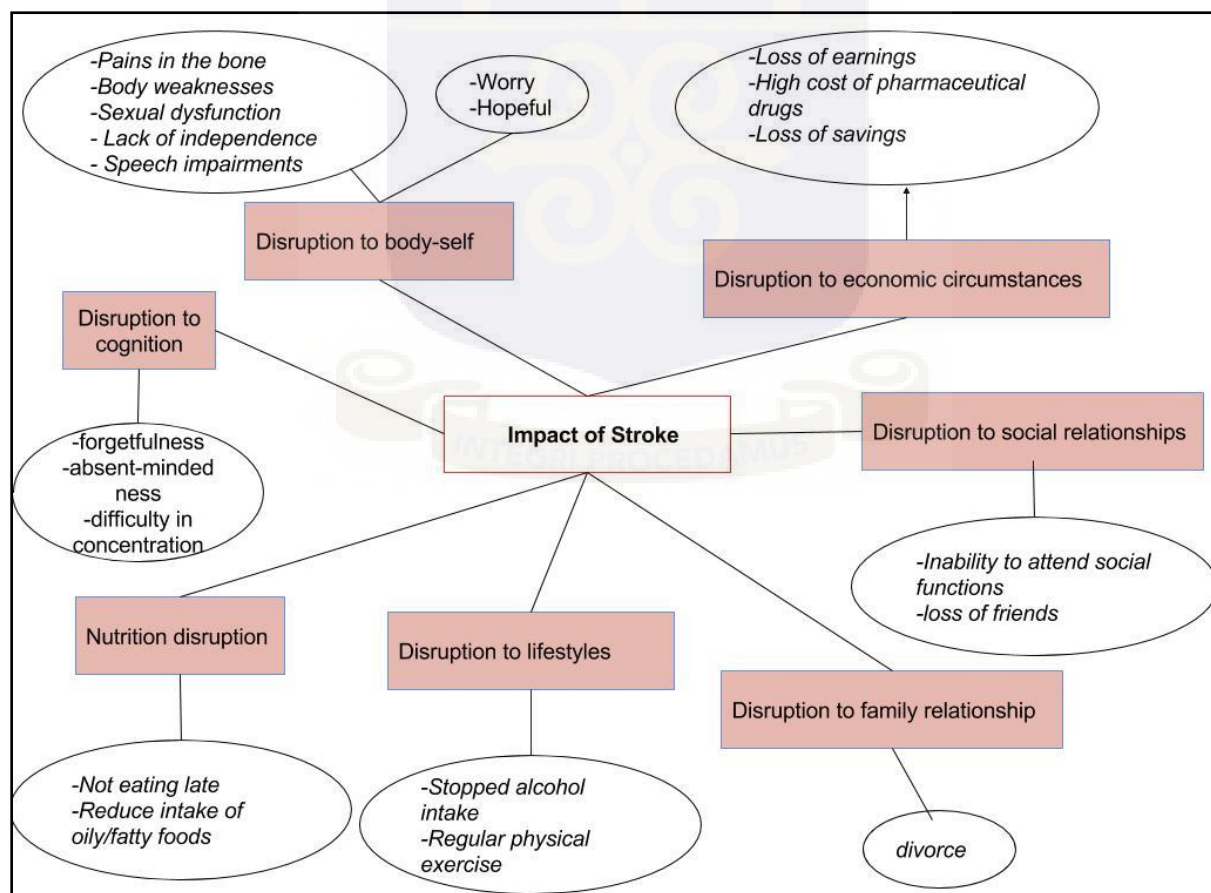 -Pains in the bone
-Body weaknesses
-Sexual dysfunction
- Lack of independence
- Speech impairments
-Worry
-Hopeful
-Loss of earnings
-High cost of pharmaceutical
drugs
-Loss of savings
Disruption to body-self
Disruption to economic circumstances
Disruption to
cognition
Impact of Stroke
Disruption to social relationships
INTEGRI PROCEDAMUS
-forgetfulness
-absent-minded
ness
-difficulty in
concentration
-Inability to attend social
functions
-loss of friends
Nutrition disruption
Disruption to lifestyles
Disruption to family relationship
-Not eating late
-Reduce intake of
oily/fatty foods
-Stopped alcohol
intake
-Regular physical
exercise
divorce